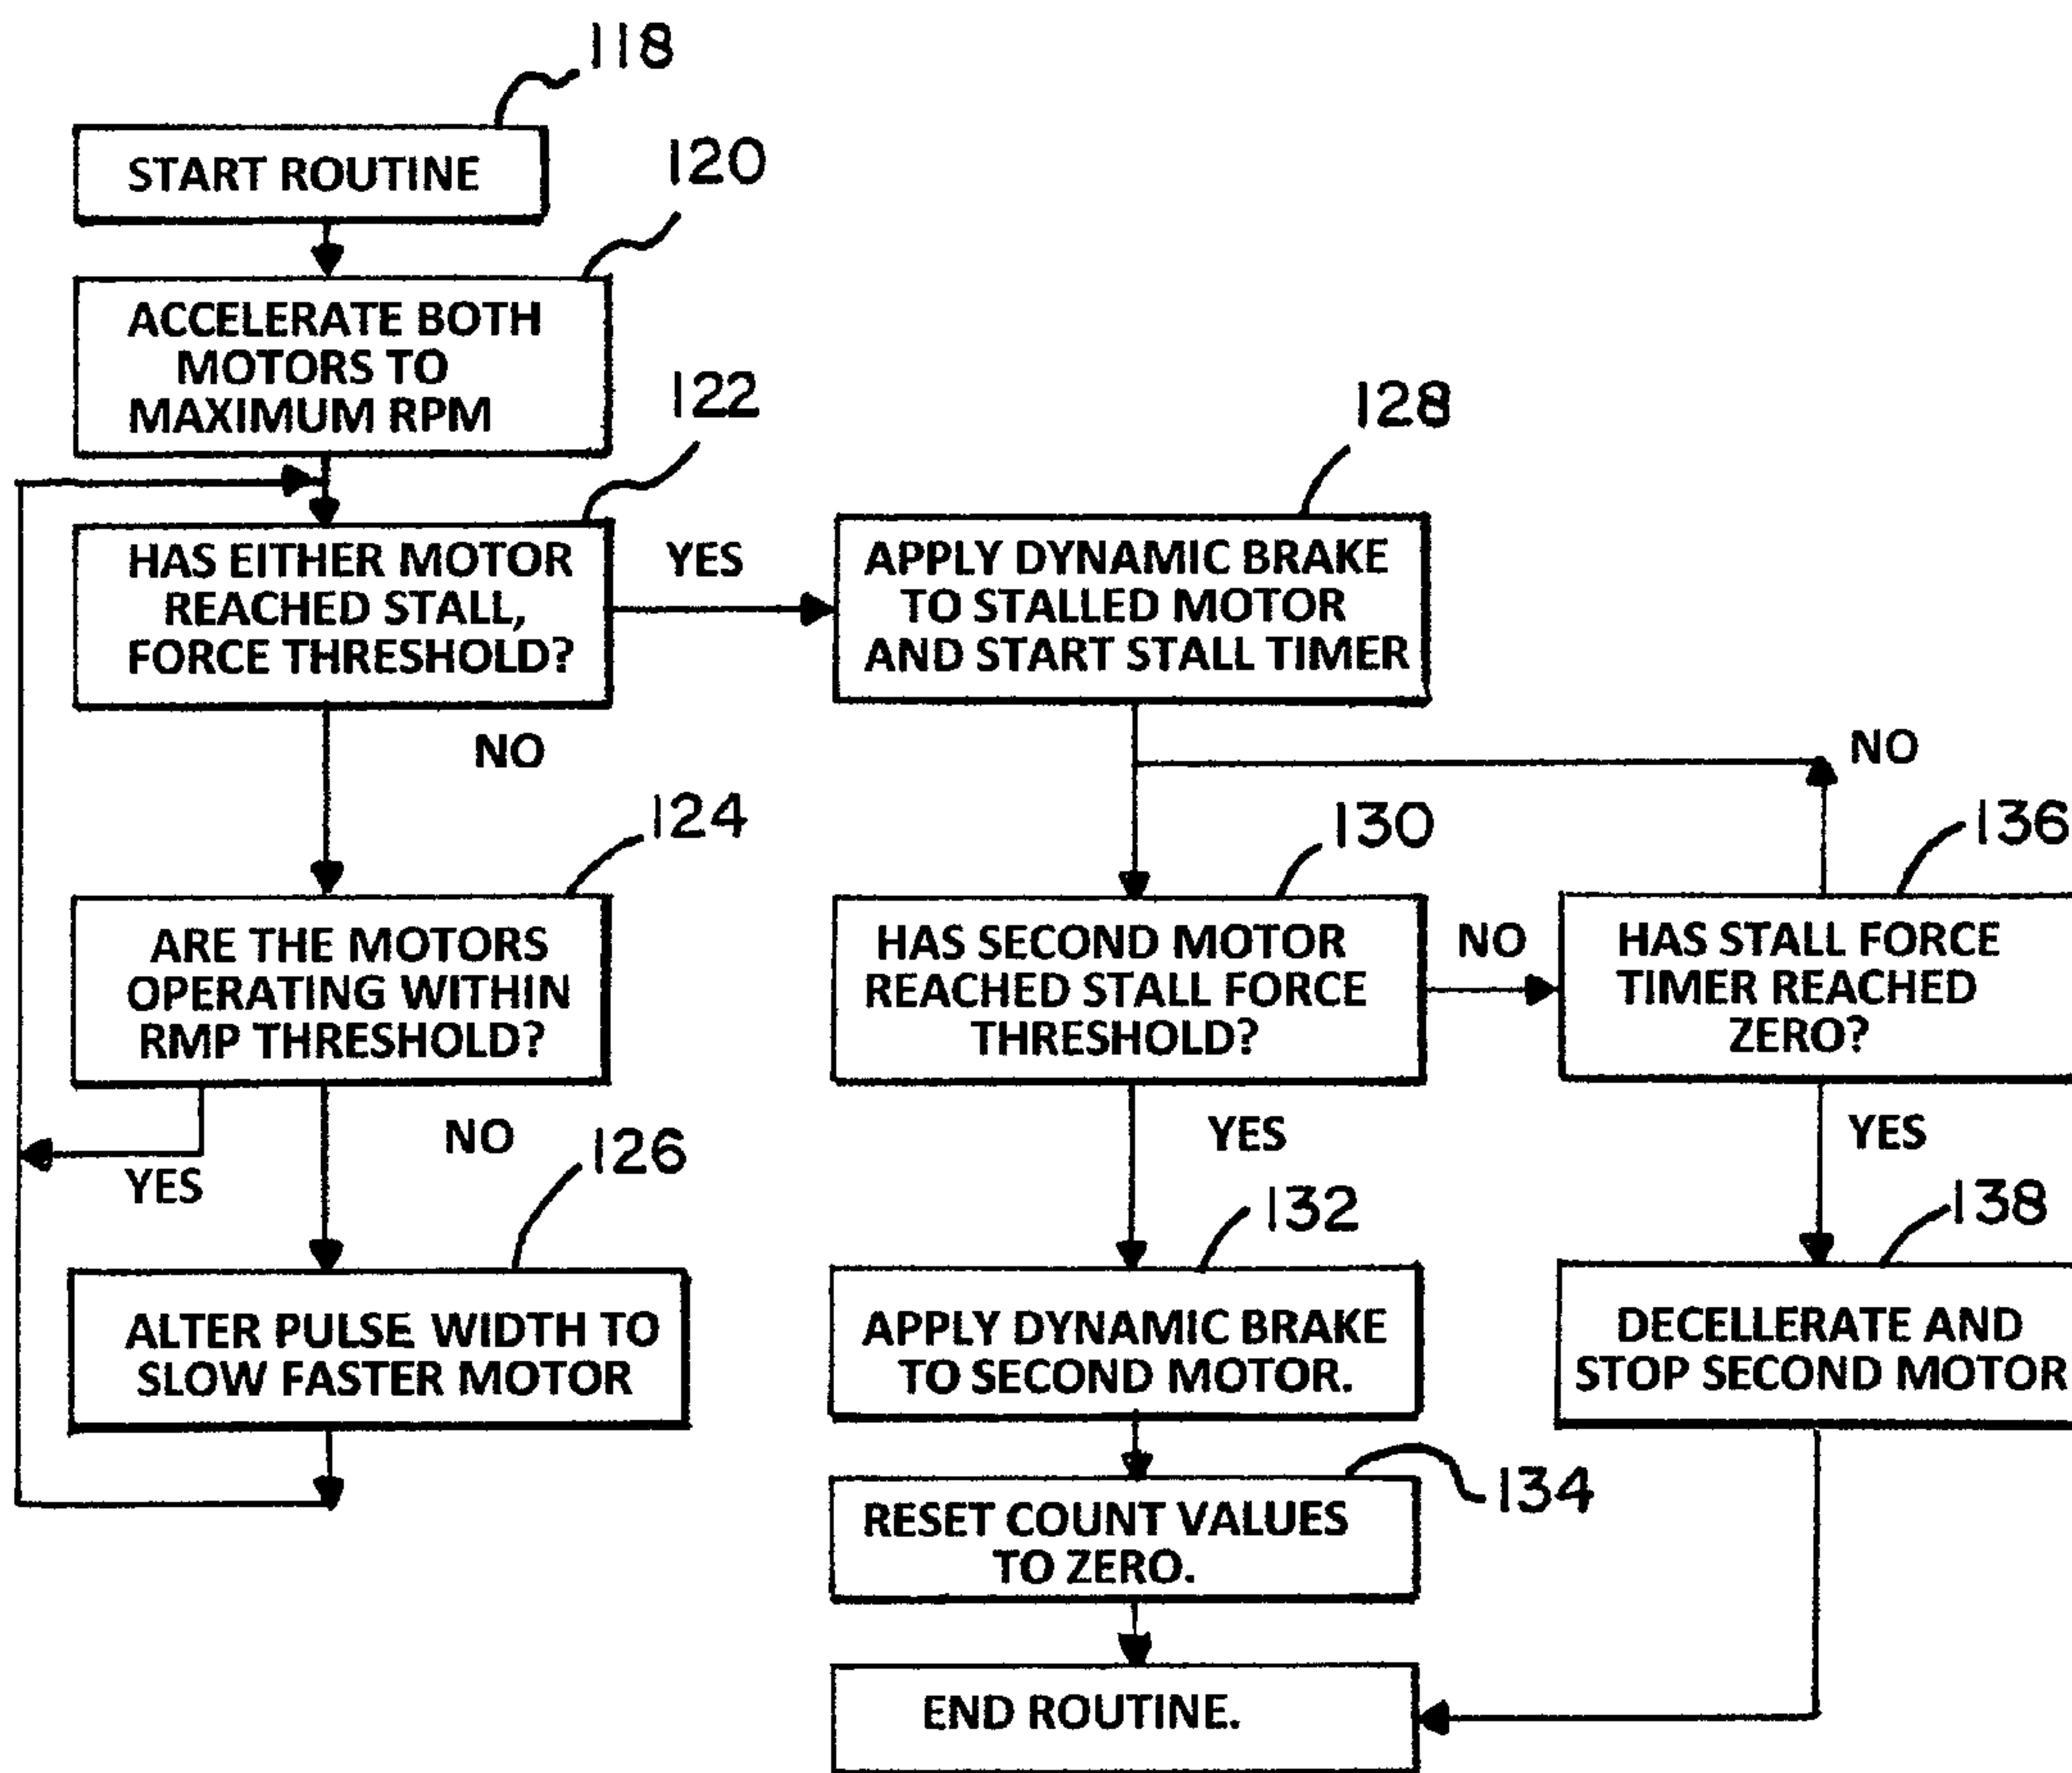 118
START ROUTINE
120
ACCELERATE BOTH
MOTORS TO
MAXIMUM RPM
122
HAS EITHER MOTOR
REACHED STALL,
FORCE THRESHOLD?
YES
NO
128
APPLY DYNAMIC BRAKE
TO STALLED MOTOR
AND START STALL TIMER
124
ARE THE MOTORS
OPERATING WITHIN
RMP THRESHOLD?
YES
NO
126
ALTER PULSE WIDTH TO
SLOW FASTER MOTOR
130
HAS SECOND MOTOR
REACHED STALL FORCE
THRESHOLD?
NO
YES
136
HAS STALL FORCE
TIMER REACHED
ZERO?
NO
YES
132
APPLY DYNAMIC BRAKE
TO SECOND MOTOR.
138
DECELLERATE AND
STOP SECOND MOTOR
134
RESET COUNT VALUES
TO ZERO.
END ROUTINE.